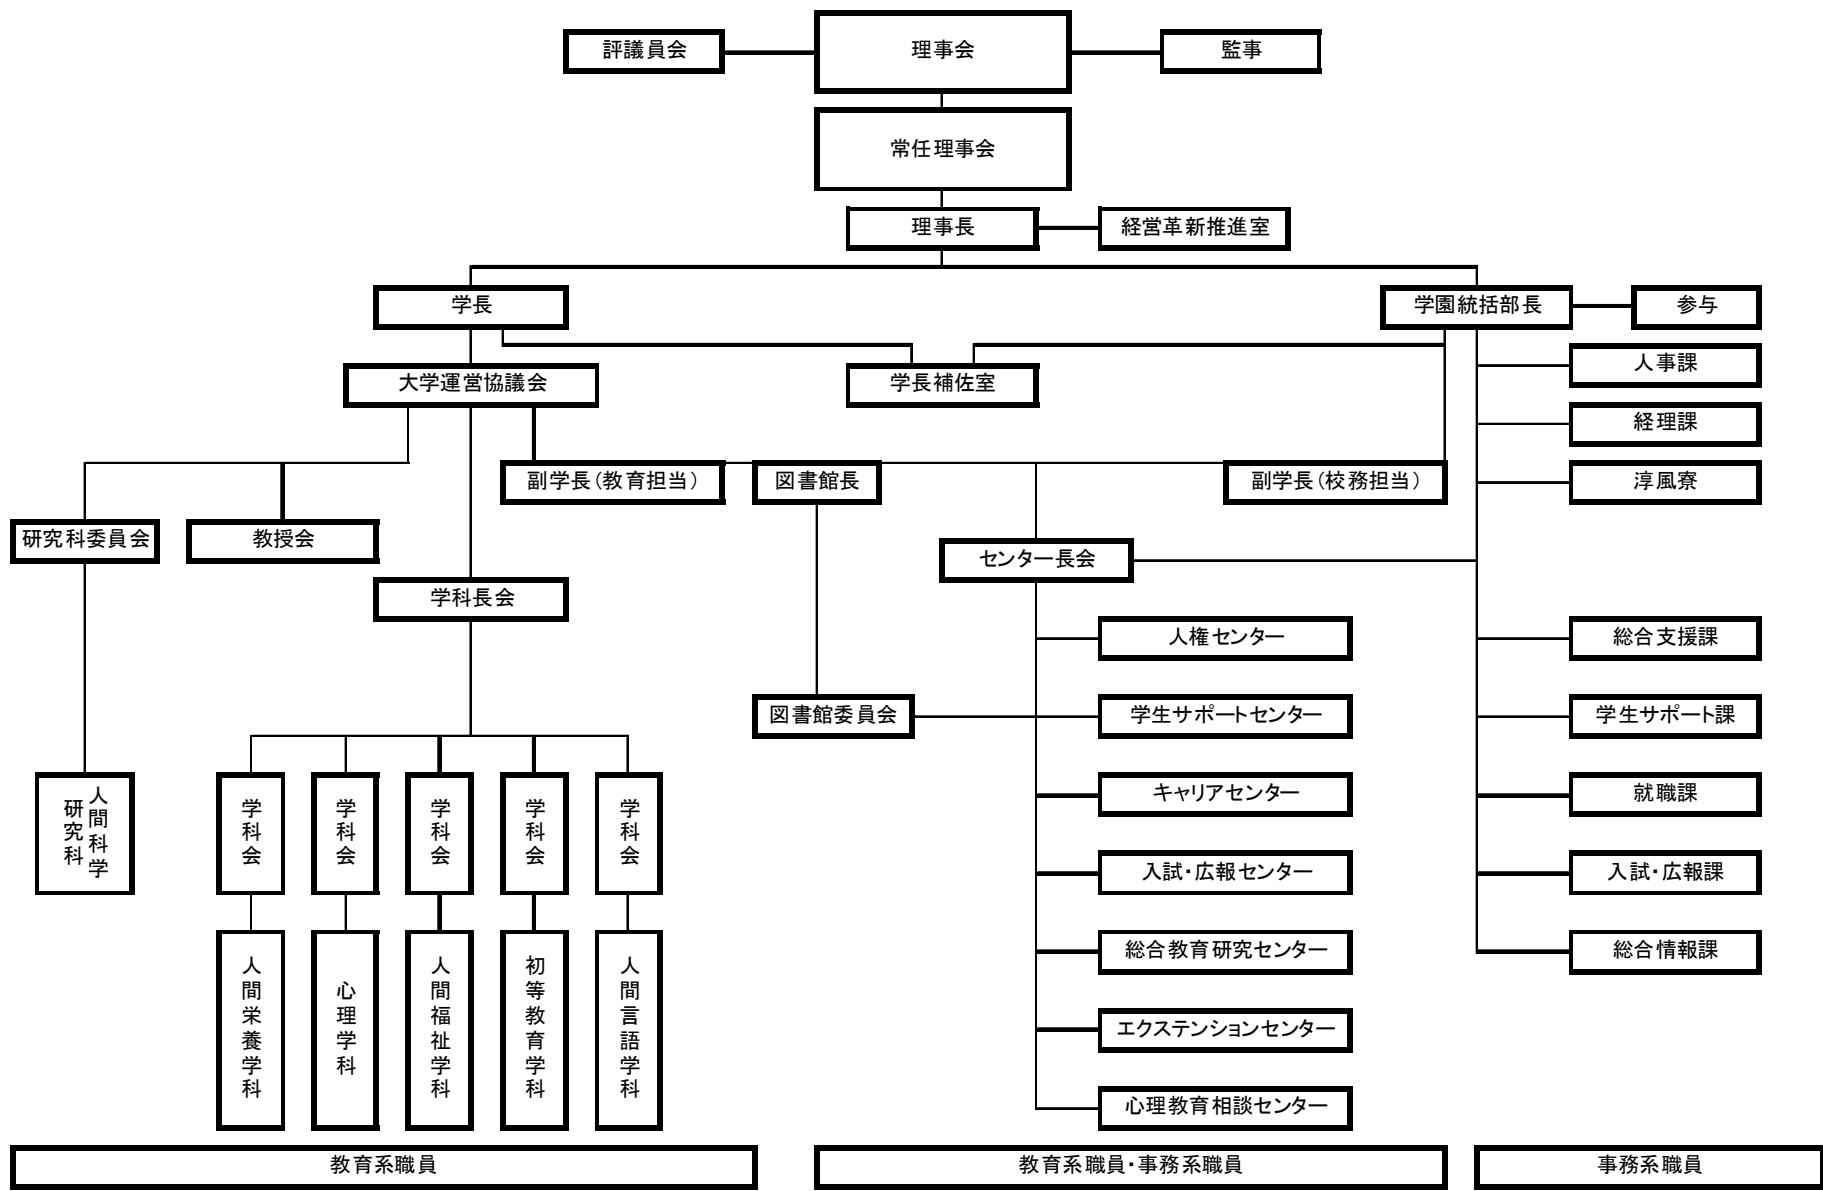 評議員会
理事会
監事
常任理事会
理事長
経営革新推進室
学長
学園統括部長
参与
大学運営協議会
学長補佐室
人事課
経理課
副学長（教育担当）
図書館長
副学長（校務担当）
淳風寮
研究科委員会
教授会
センター長会
学科長会
人権センター
総合支援課
図書館委員会
学生サポートセンター
学生サポート課
人間科学
研究科
学科会
学科会
学科会
学科会
学科会
キャリアセンター
就職課
入試・広報センター
入試・広報課
人間栄養学科
心理学科
人間福祉学科
初等教育学科
人間言語学科
総合教育研究センター
総合情報課
エクステンションセンター
心理教育相談センター
教育系職員
教育系職員・事務系職員
事務系職員